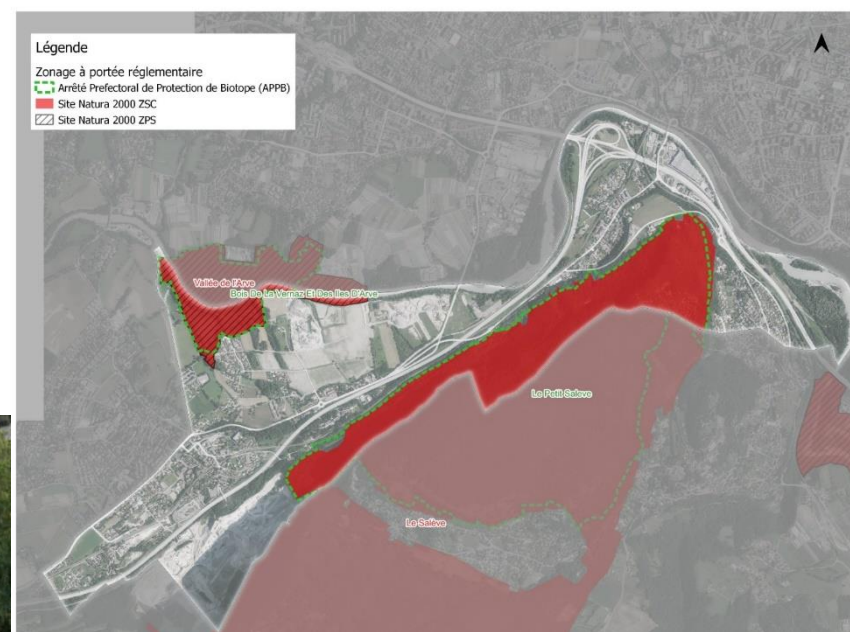 Légende
Zonage à portée réglementaire
Arrêté Prefectoral de Protection de Biotope (APPB)
Site Natura 2000 ZSC
Site Natura 2000 ZPS
Vallée de l'Arve
Bois De La Vernaz Et Des Iles D'Arve
Le Petit Saleve
Le Salève